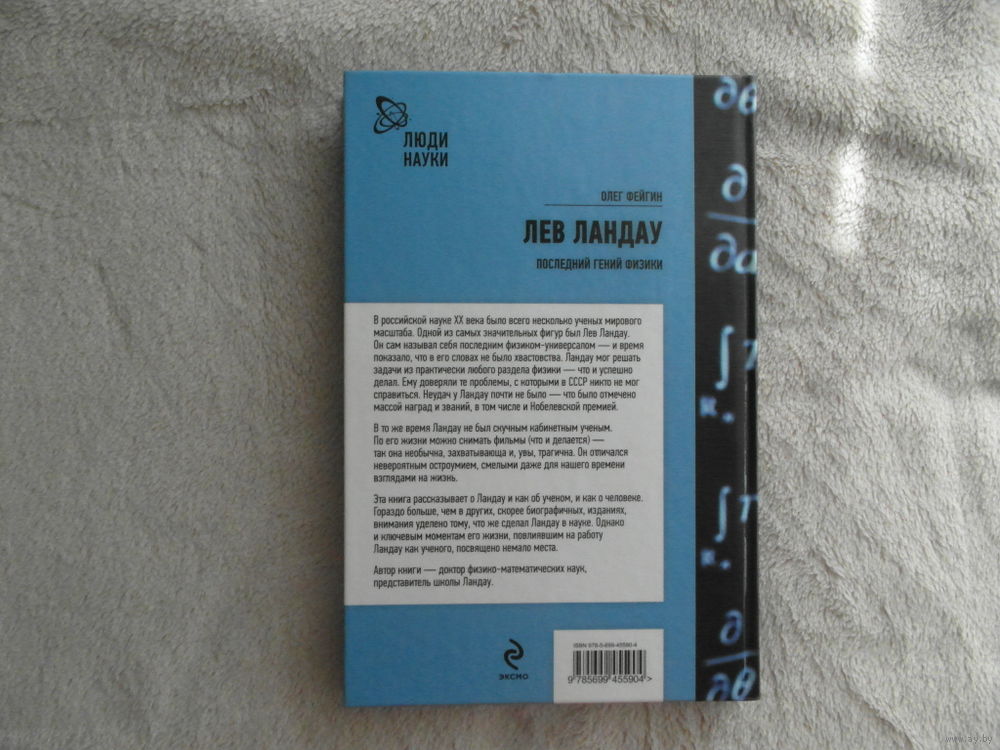 ЛЮДИ
НАУКИ
ОЛЕГ ФЕЙГИН
ЛЕВ ЛАНДАУ
ПОСЛЕДНИЙ ГЕНИЙ ФИЗИКИ
В российской науке XX века было всего несколько ученых мирового
масштаба. Одной из самых значительных фигур был Лев Ландау.
Он сам называл себя последним физиком-универсалом — и время
показало, что в его словах не было хвастовства. Ландау мог решать
задачи из практически любого раздела физики — что и успешно
делал. Ему доверяли те проблемы, с которыми в СССР никто не мог
справиться. Неудач у Ландау почти не было — что было отмечено
массой наград и званий, в том числе и Нобелевской премией.
В то же время Ландау не был скучным кабинетным ученым.
По его жизни можно снимать фильмы (что и делается) —
так она необычна, захватывающа и, увы, трагична. Он отличался
невероятным остроумием, смелыми даже для нашего времени
взглядами на жизнь.
Эта книга рассказывает о Ландау и как об ученом, и как о человеке.
Гораздо больше, чем в других, скорее биографичных, изданиях,
внимания уделено тому, что же сделал Ландау в науке. Однако
и ключевым моментам его жизни, повлиявшим на работу
Ландау как ученого, посвящено немало места.
Автор книги — доктор физико-математических наук,
представитель школы Ландау.
ЭКСМО
ISBN 978-5-699-45590-4
9 785699 455904 >
∂θ
∂
∂a
∫ T
∫ T
∂
∂θ
www.ay.by